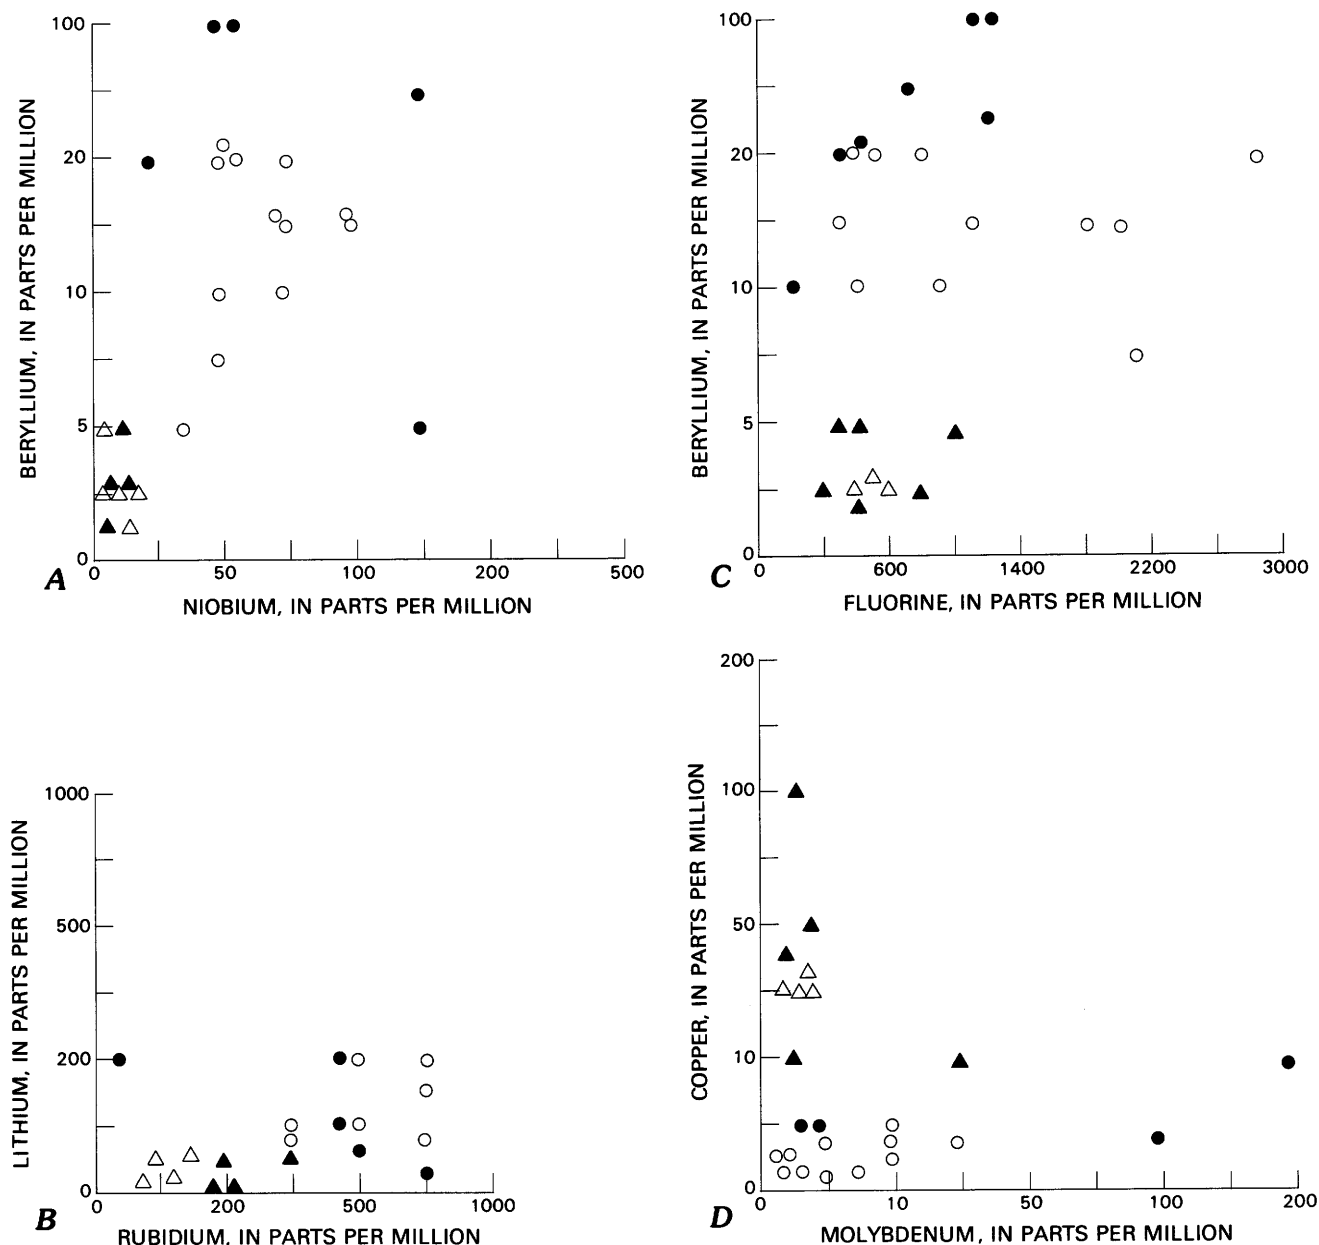 100
20
10
5
0
BERYLLIUM, IN PARTS PER MILLION
0 50 100 200 500
A
NIOBIUM, IN PARTS PER MILLION
100
20
10
5
0
BERYLLIUM, IN PARTS PER MILLION
0 600 1400 2200 3000
C
FLUORINE, IN PARTS PER MILLION
1000
500
200
0
LITHIUM, IN PARTS PER MILLION
0 200 500 1000
B
RUBIDIUM, IN PARTS PER MILLION
200
100
50
10
0
COPPER, IN PARTS PER MILLION
0 10 50 100 200
D
MOLYBDENUM, IN PARTS PER MILLION